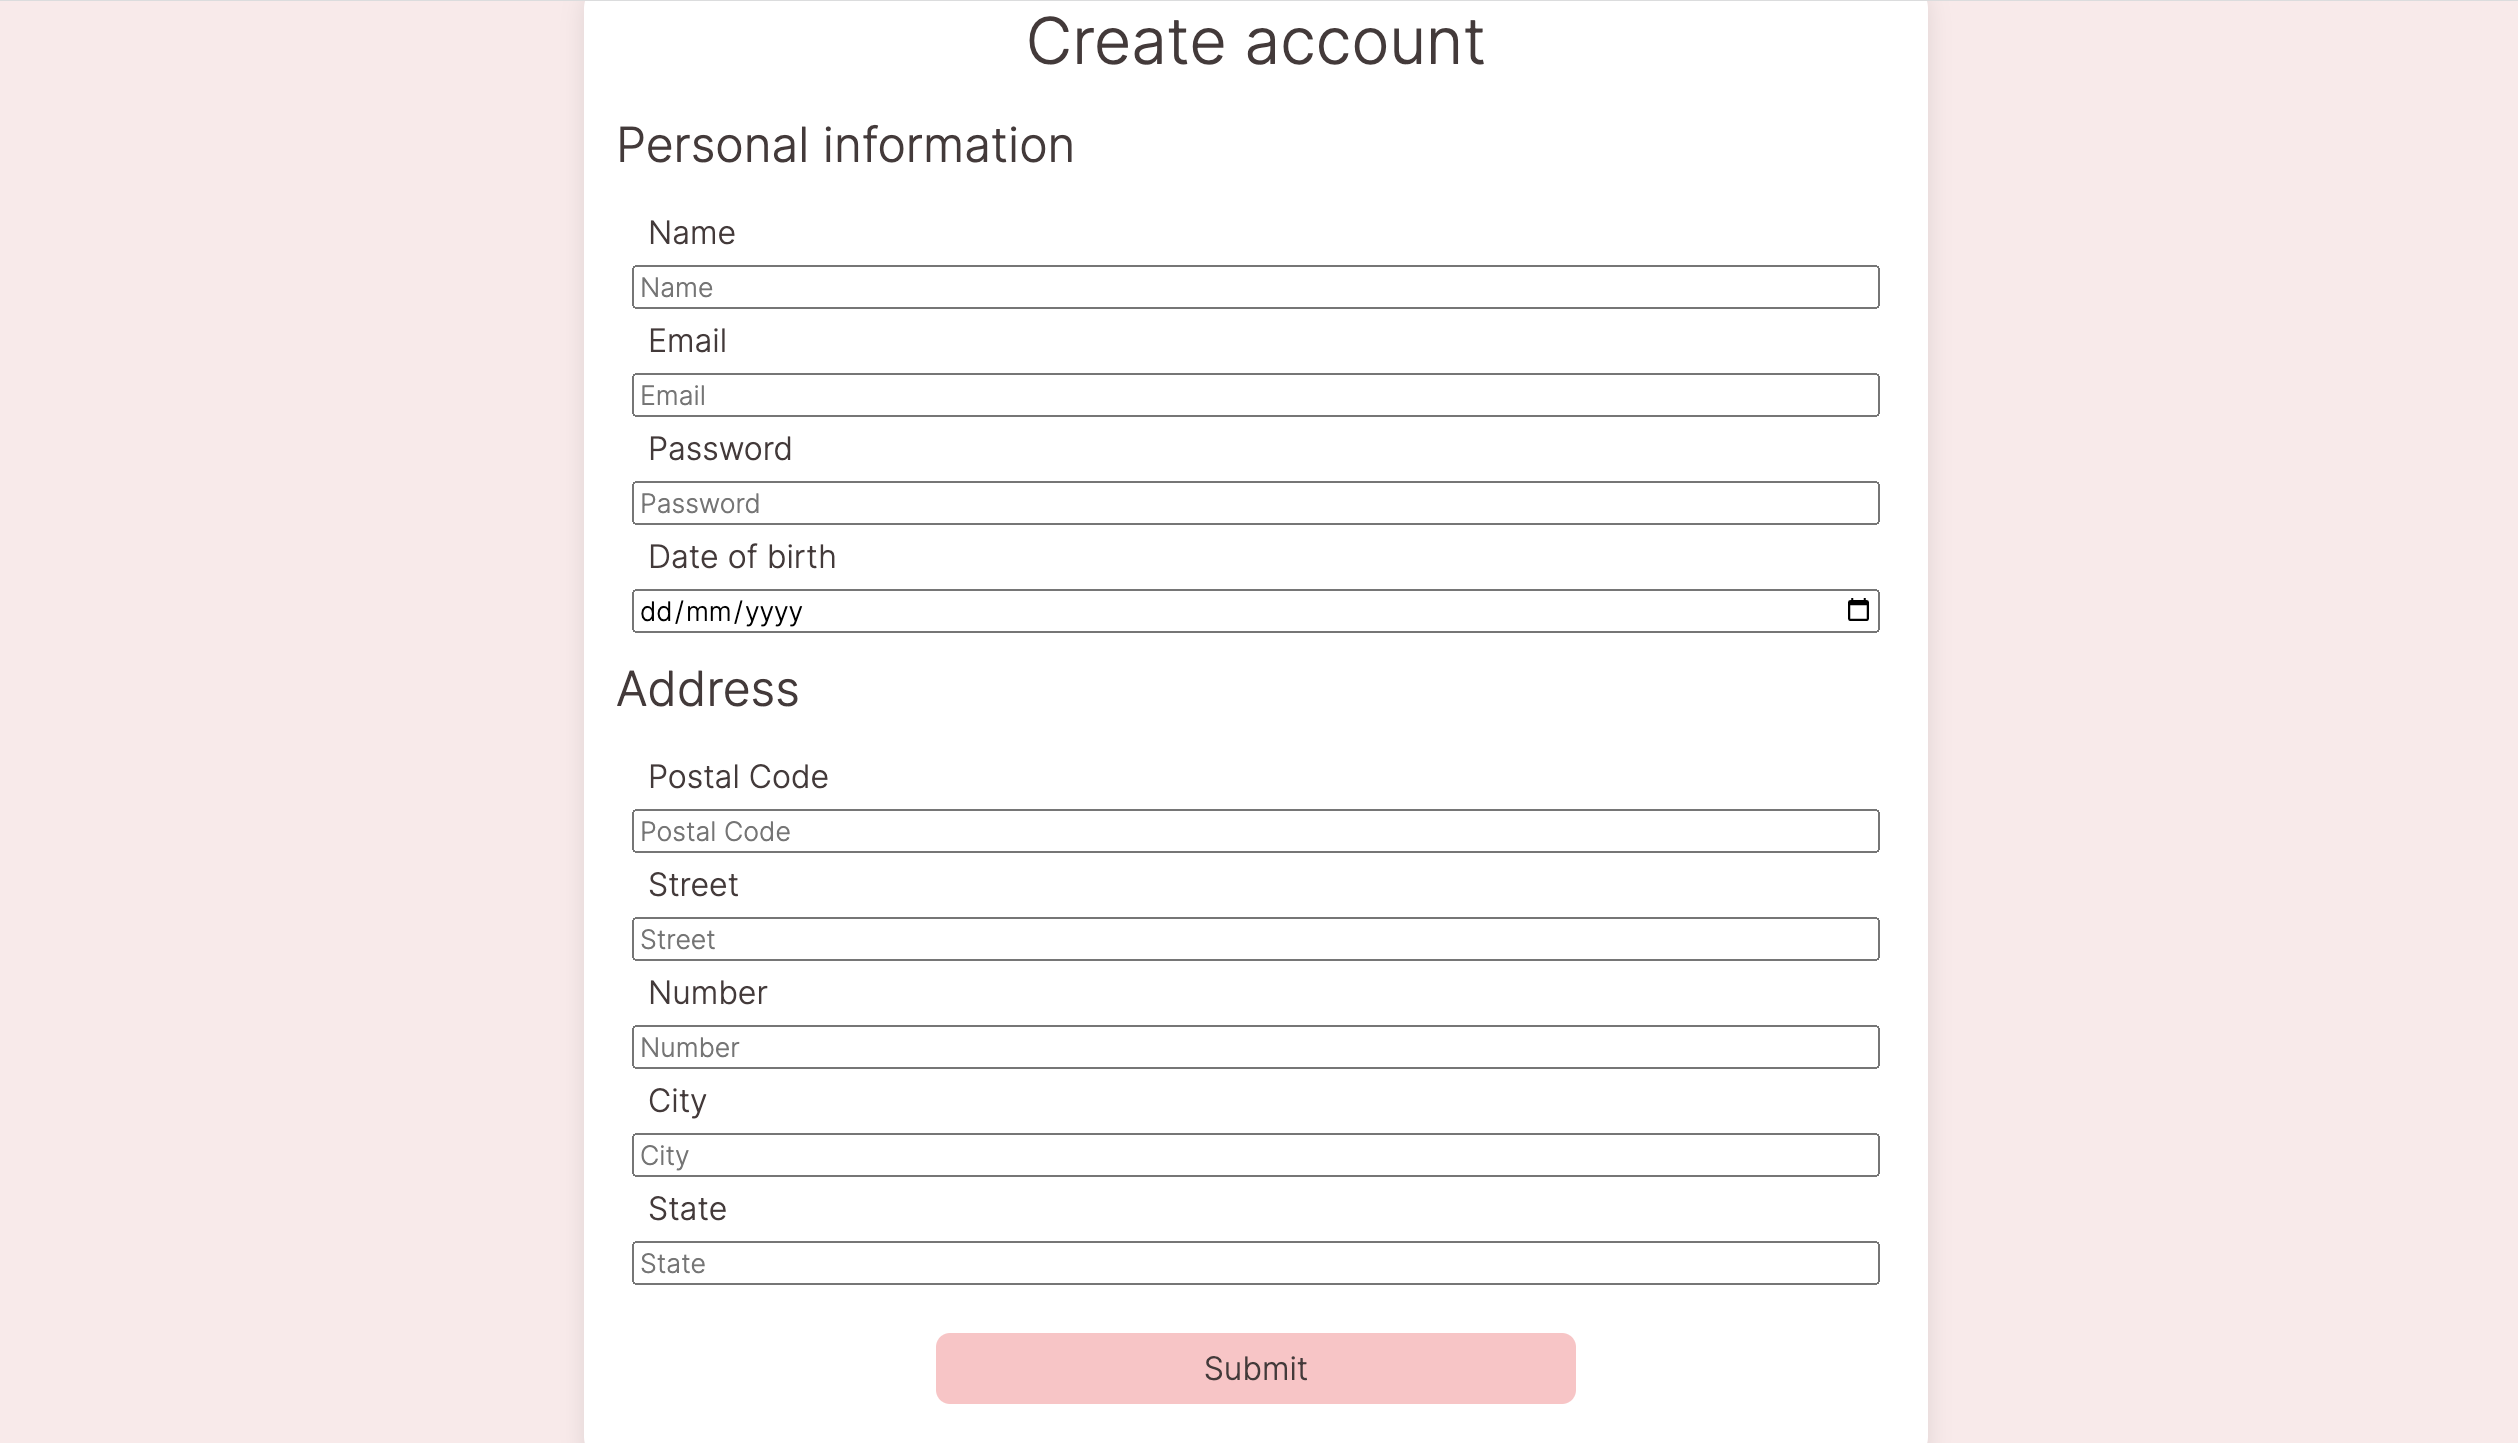 Create account
Personal information
Name
Name
Email
Email
Password
Password
Date of birth
dd/mm/yyyy
Address
Postal Code
Postal Code
Street
Street
Number
Number
City
City
State
State
Submit